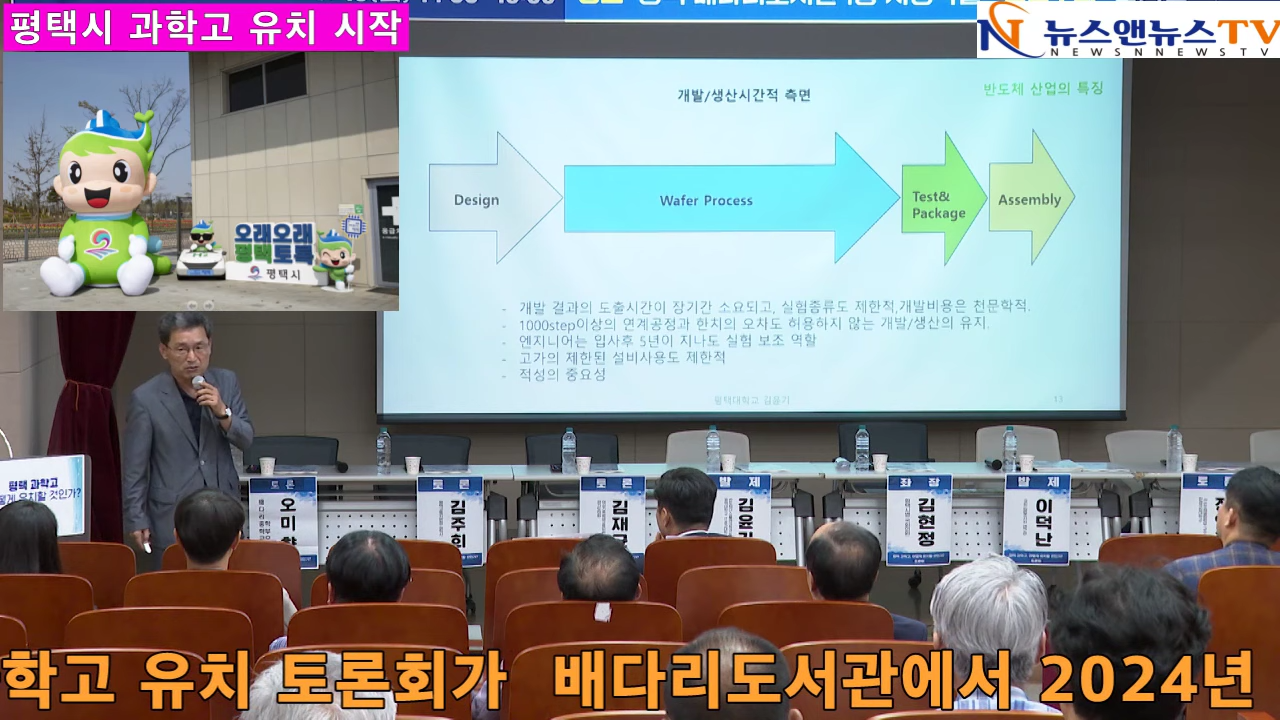 평택시 과학고 유치 시작
뉴스앤뉴스TV
NEWSNNEWSTV
개발/생산시간적 측면
반도체 산업의 특징
Design
Wafer Process
Test&
Package
Assembly
- 개발 결과의 도출시간이 장기간 소요되고, 실험종류도 제한적,개발비용은 천문학적.
- 1000step이상의 연계공정과 한치의 오차도 허용하지 않는 개발/생산의 유지.
- 엔지니어는 입사후 5년이 지나도 실험 보조 역할
- 고가의 제한된 설비사용도 제한적
- 적성의 중요성
평택대학교 김용기
13
오래오래
평택토록
평택시
평택 과학고
유치할 것인가?
토론
오미
토론
김주희
토론
김재
발제
김윤
좌장
김현정
발제
이덕난
토
학고 유치 토론회가 배다리도서관에서 2024년